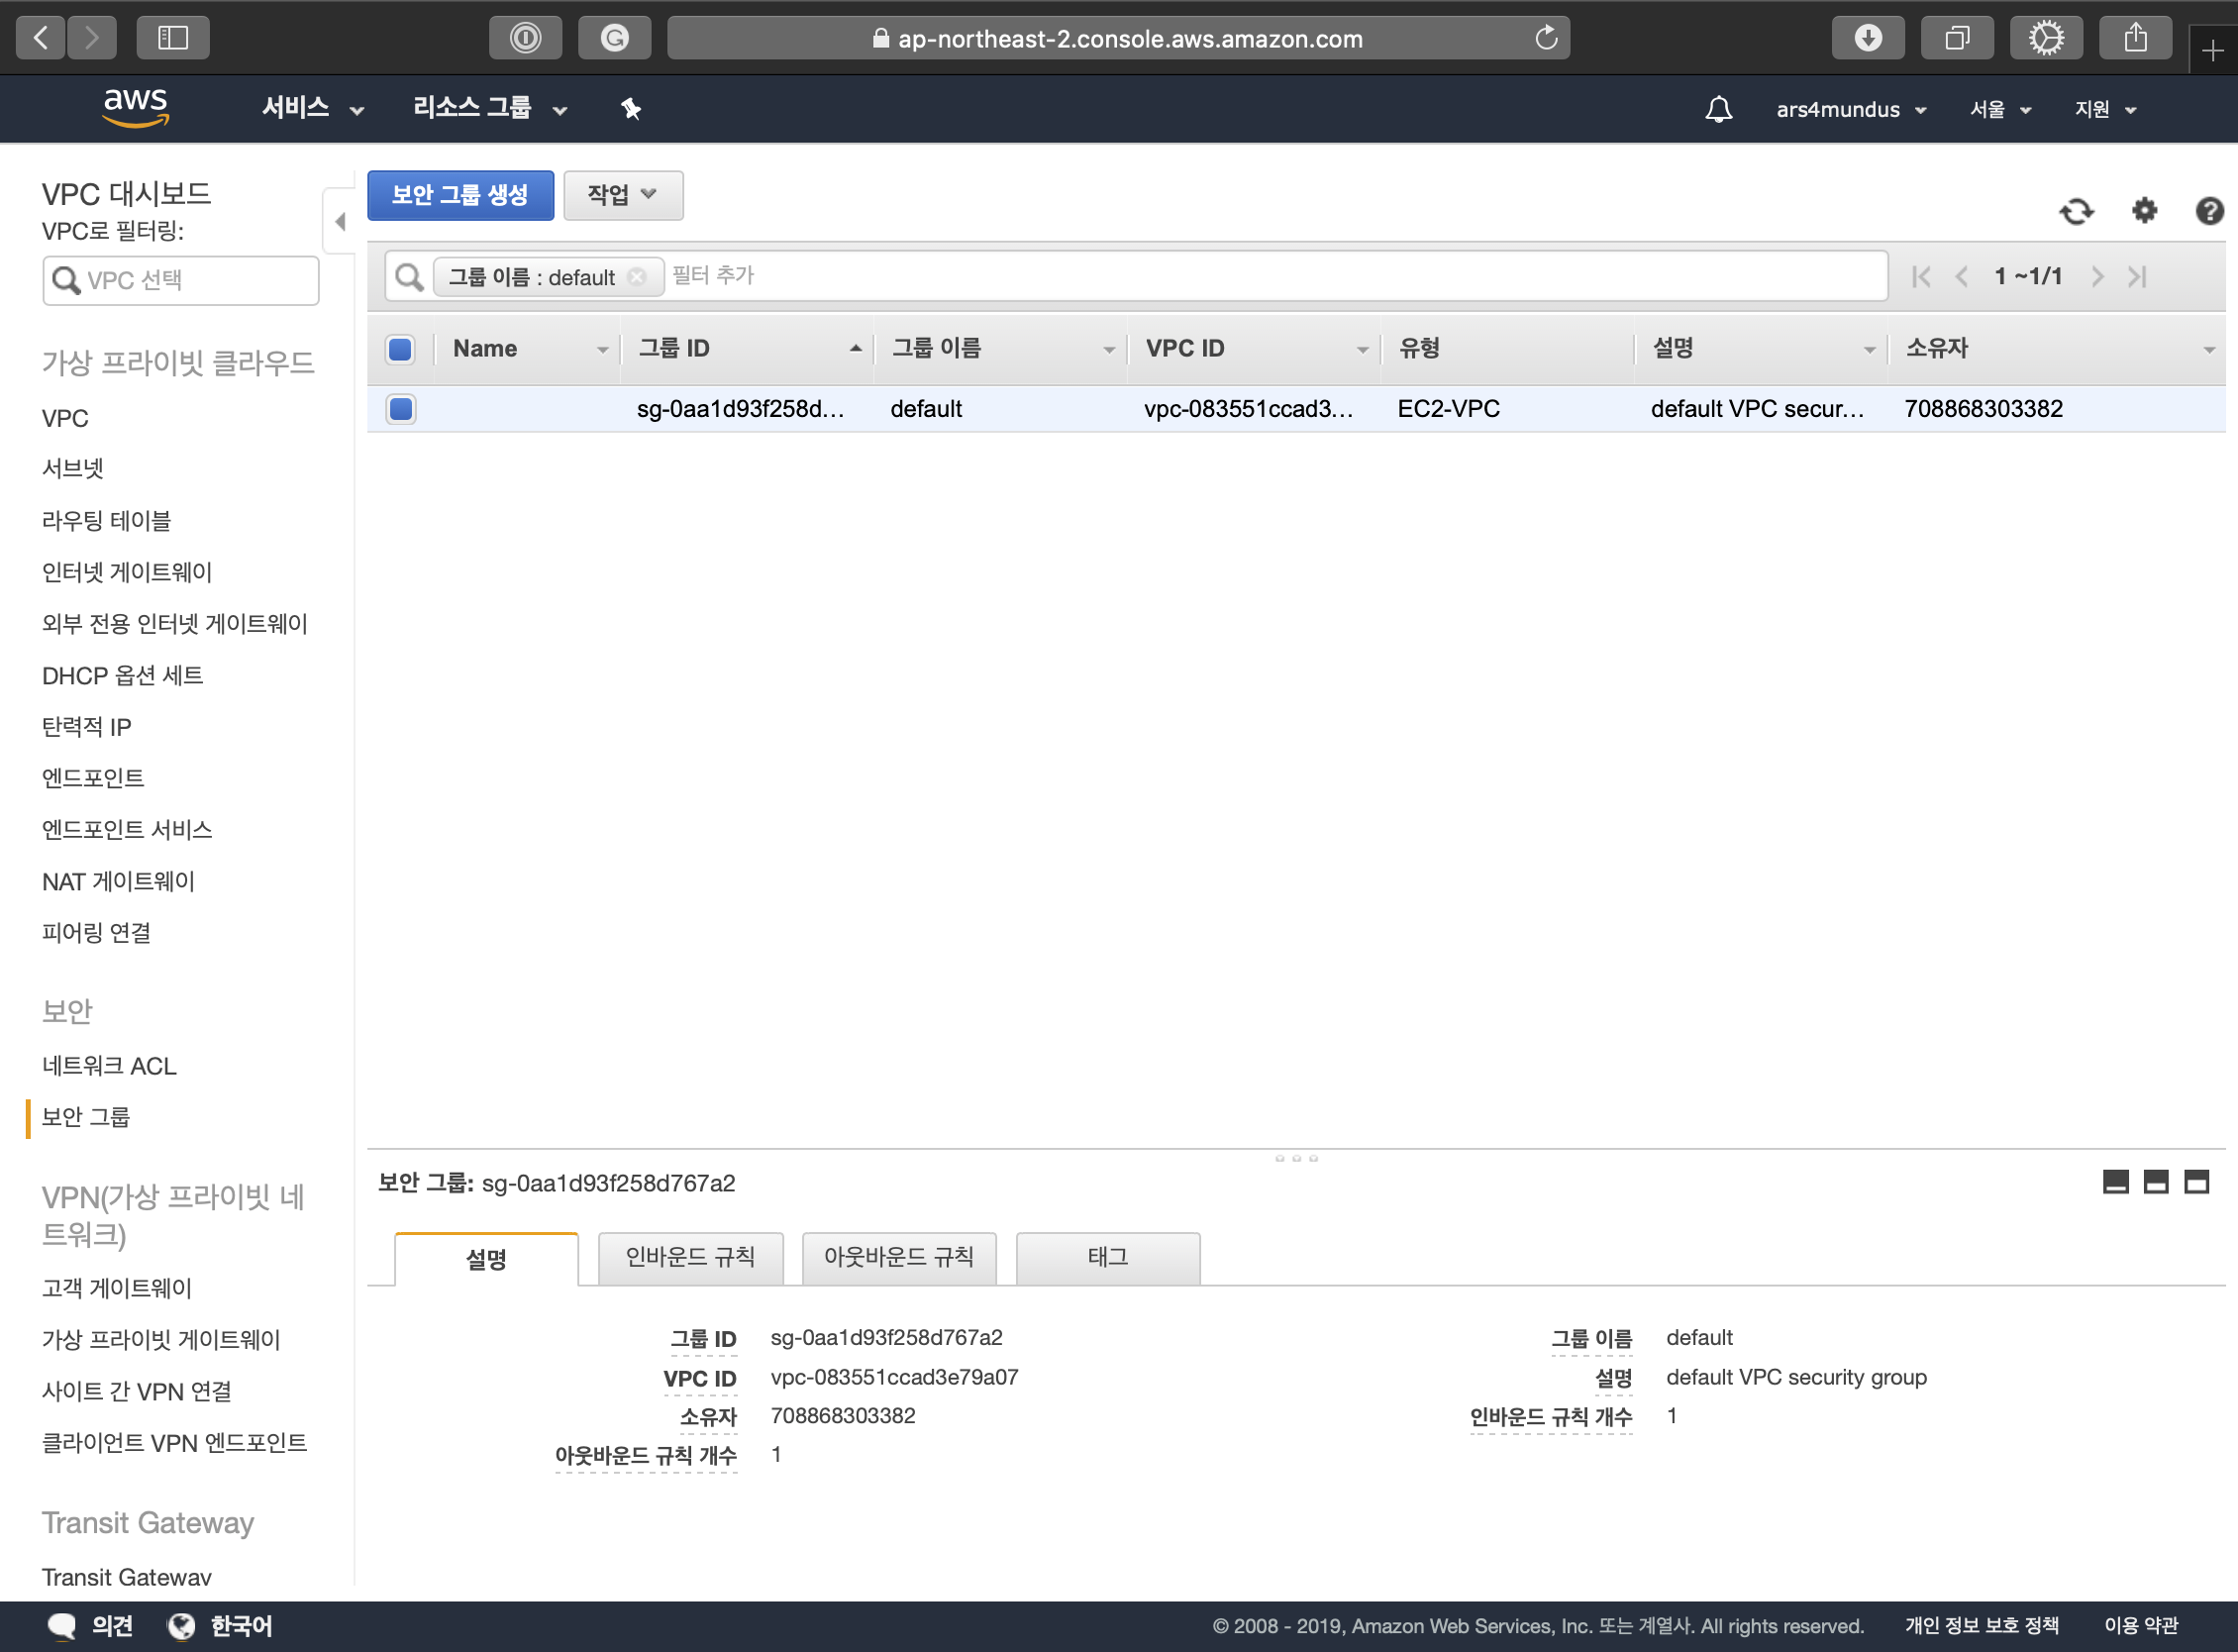 ap-northeast-2.console.aws.amazon.com
aws 서비스 리소스 그룹 ars4mundus 서울 지원
VPC 대시보드
VPC로 필터링:
VPC 선택
가상 프라이빗 클라우드
VPC
서브넷
라우팅 테이블
인터넷 게이트웨이
외부 전용 인터넷 게이트웨이
DHCP 옵션 세트
탄력적 IP
엔드포인트
엔드포인트 서비스
NAT 게이트웨이
피어링 연결
보안
네트워크 ACL
보안 그룹
VPN(가상 프라이빗 네
트워크)
고객 게이트웨이
가상 프라이빗 게이트웨이
사이트 간 VPN 연결
클라이언트 VPN 엔드포인트
Transit Gateway
Transit Gateway
보안 그룹 생성 작업
그룹 이름 : default 필터 추가 1 ~1/1
Name 그룹 ID 그룹 이름 VPC ID 유형 설명 소유자
sg-0aa1d93f258d... default vpc-083551ccad3... EC2-VPC default VPC secur... 708868303382
보안 그룹: sg-0aa1d93f258d767a2
설명 인바운드 규칙 아웃바운드 규칙 태그
그룹 ID sg-0aa1d93f258d767a2 그룹 이름 default
VPC ID vpc-083551ccad3e79a07 설명 default VPC security group
소유자 708868303382 인바운드 규칙 개수 1
아웃바운드 규칙 개수 1
의견 한국어 © 2008 - 2019, Amazon Web Services, Inc. 또는 계열사. All rights reserved. 개인 정보 보호 정책 이용 약관